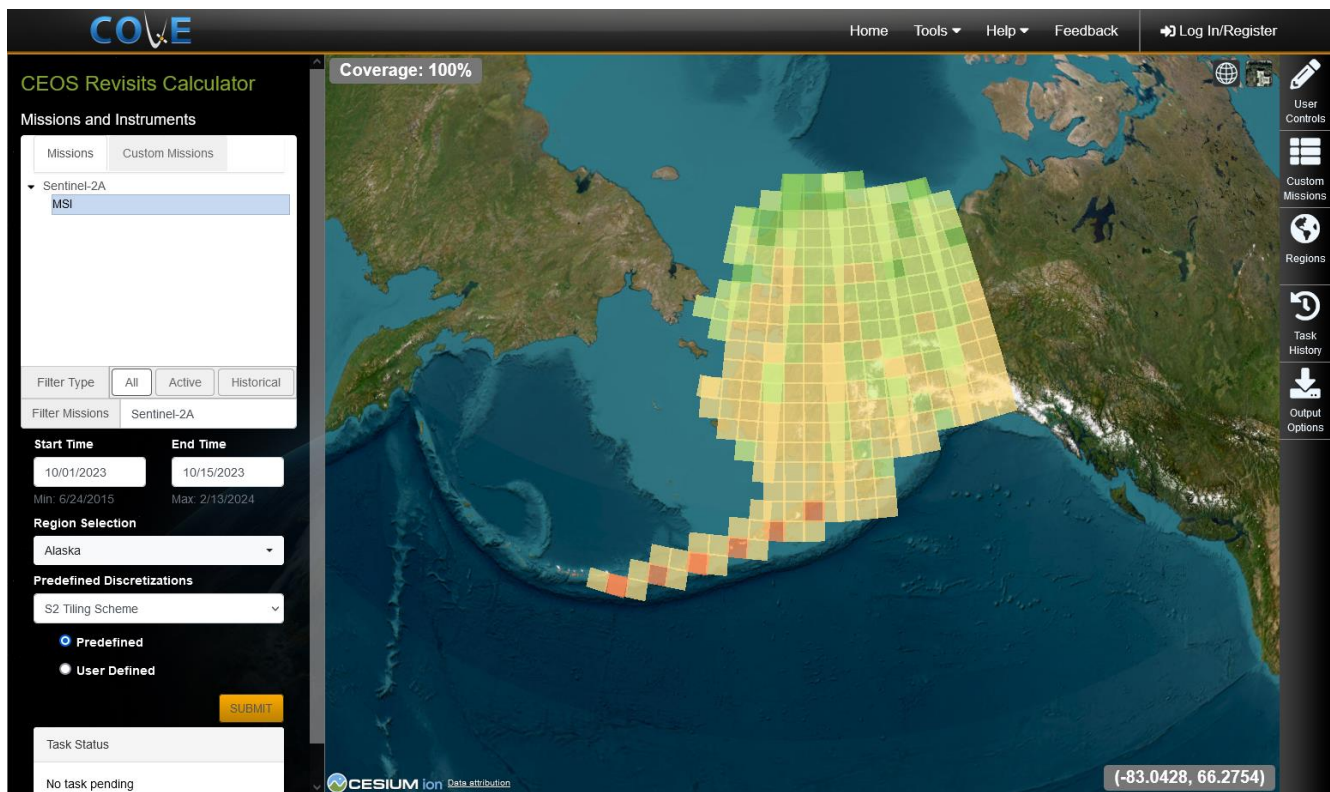 COVE
Home Tools Help Feedback Log In/Register
CEOS Revisits Calculator
Missions and Instruments
Missions Custom Missions
Sentinel-2A
MSI
Filter Type All Active Historical
Filter Missions Sentinel-2A
Start Time End Time
10/01/2023 10/15/2023
Min: 6/24/2015 Max: 2/13/2024
Region Selection
Alaska
Predefined Discretizations
S2 Tiling Scheme
Predefined
User Defined
SUBMIT
Task Status
No task pending
Coverage: 100%
CESIUM ion Data attribution
(-83.0428, 66.2754)
User
Controls
Custom
Missions
Regions
Task
History
Output
Options